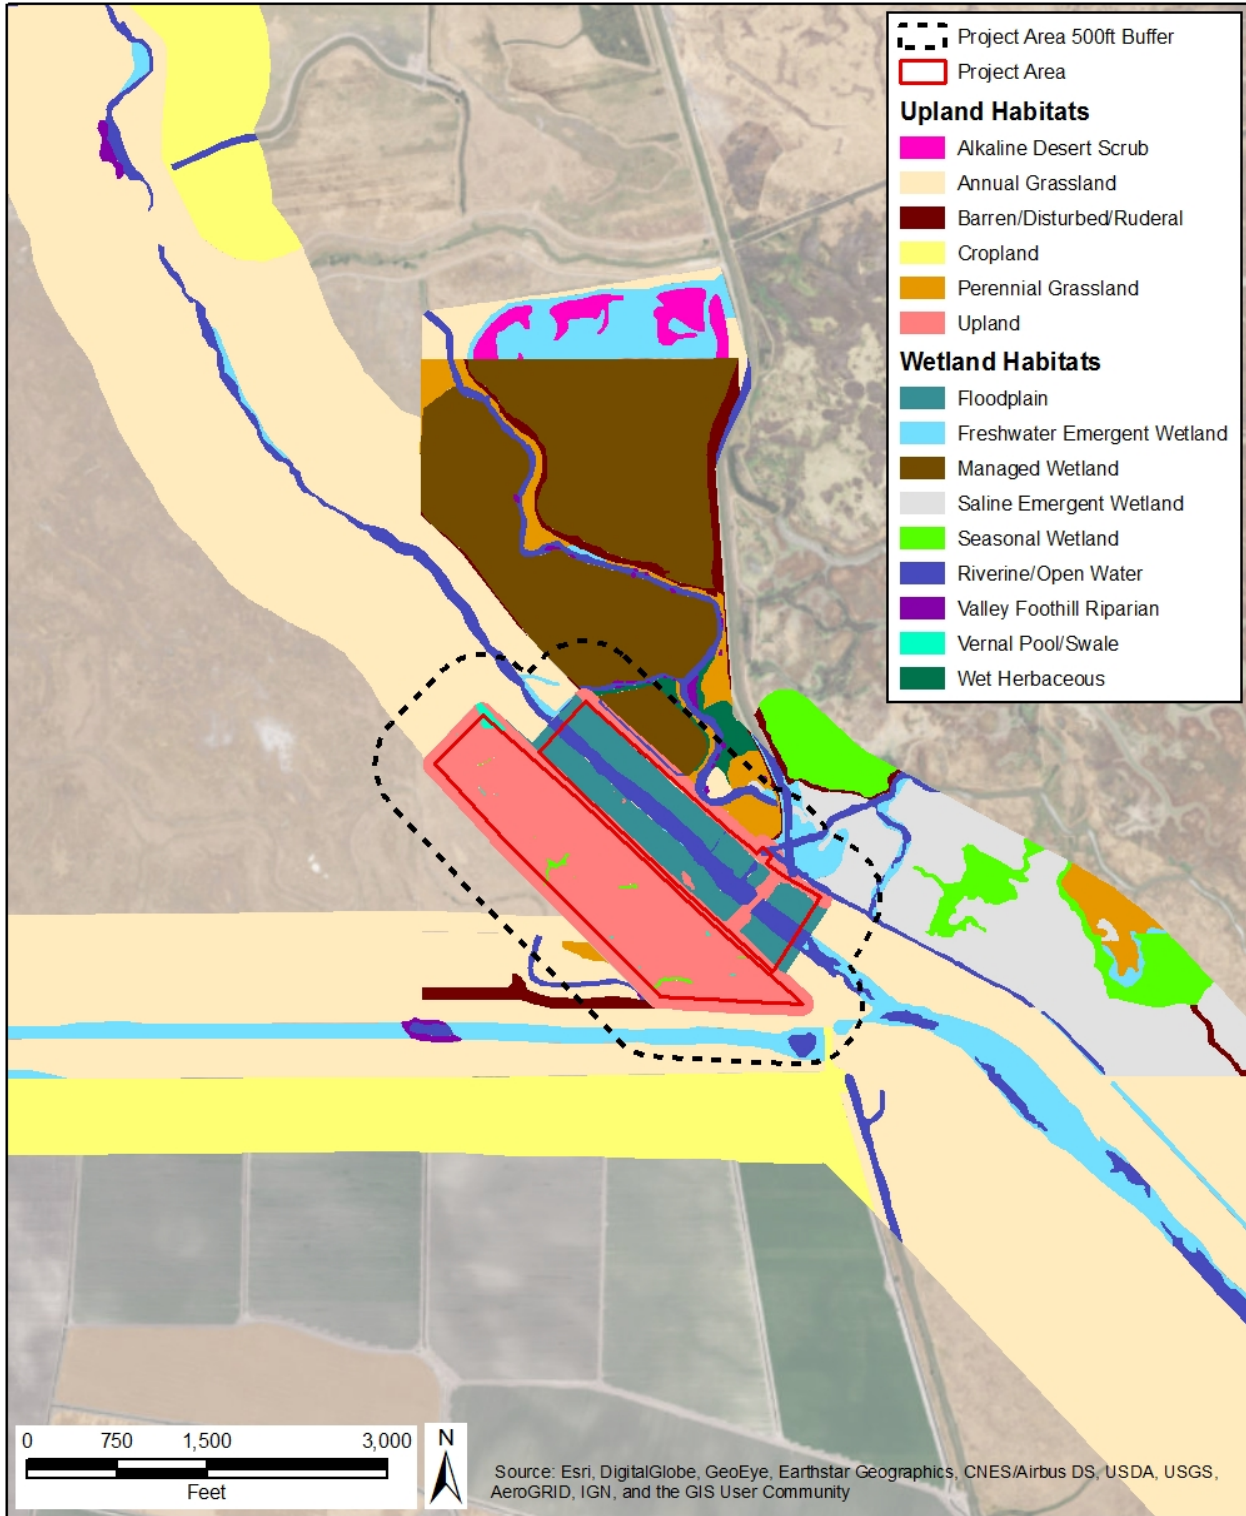 Project Area 500ft Buffer
Project Area
Upland Habitats
Alkaline Desert Scrub
Annual Grassland
Barren/Disturbed/Ruderal
Cropland
Perennial Grassland
Upland
Wetland Habitats
Floodplain
Freshwater Emergent Wetland
Managed Wetland
Saline Emergent Wetland
Seasonal Wetland
Riverine/Open Water
Valley Foothill Riparian
Vernal Pool/Swale
Wet Herbaceous
0 750 1,500 3,000
Feet
N
Source: Esri, DigitalGlobe, GeoEye, Earthstar Geographics, CNES/Airbus DS, USDA, USGS,
AeroGRID, IGN, and the GIS User Community